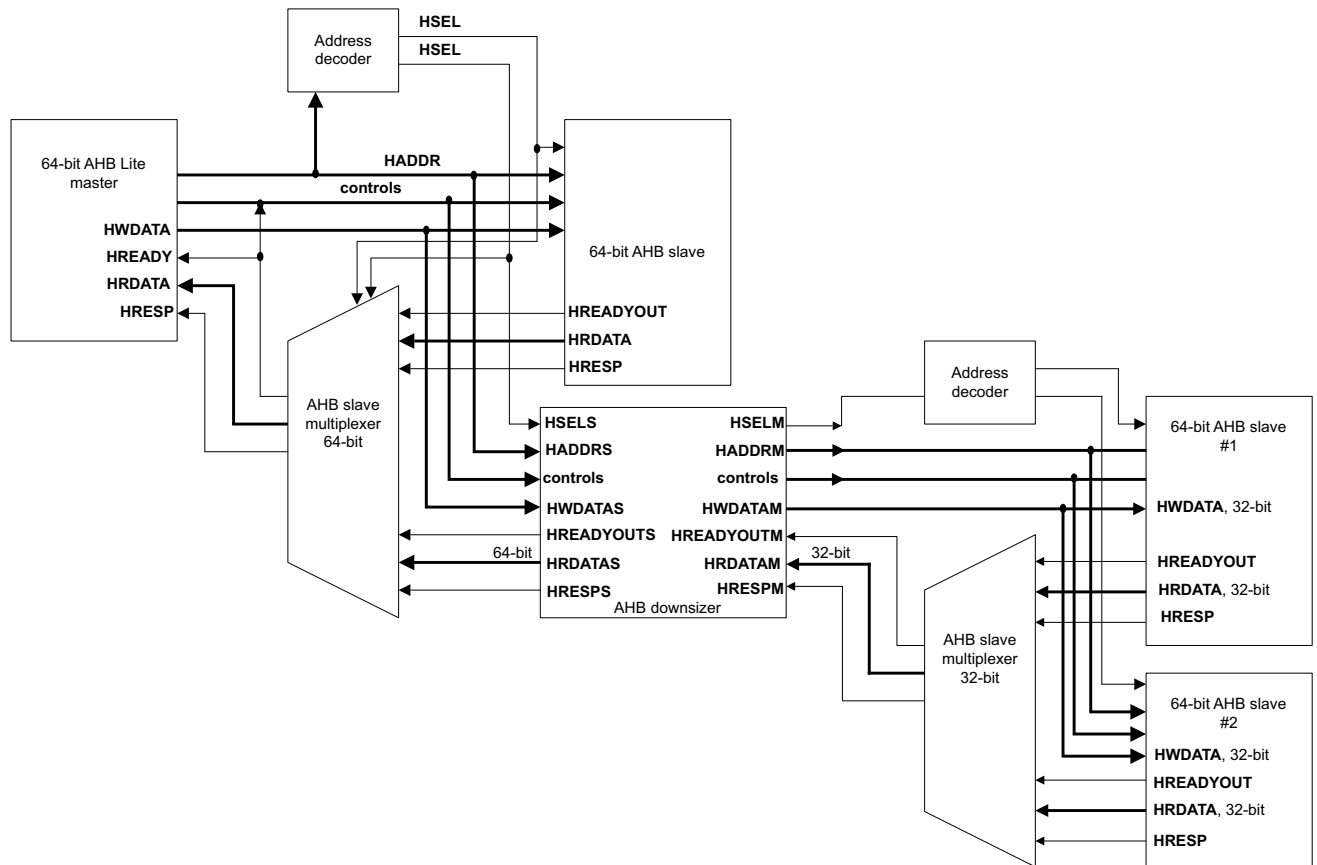 HSEL
Address
decoder
HSEL
64-bit AHB Lite
master
HADDR
controls
HWDATA
HREADY
HRDATA
HRESP
64-bit AHB slave
HREADYOUT
HRDATA
HRESP
AHB slave
multiplexer
64-bit
HSELS
HADDRS
controls
HWDATAS
HREADYOUTS
64-bit
HRDATAS
HRESPS
HSELM
HADDRM
controls
HWDATAM
HREADYOUTM
HRDATAM
32-bit
HRESPM
AHB downsizer
Address
decoder
64-bit AHB slave
#1
HWDATA, 32-bit
HREADYOUT
HRDATA, 32-bit
HRESP
AHB slave
multiplexer
32-bit
64-bit AHB slave
#2
HWDATA, 32-bit
HREADYOUT
HRDATA, 32-bit
HRESP